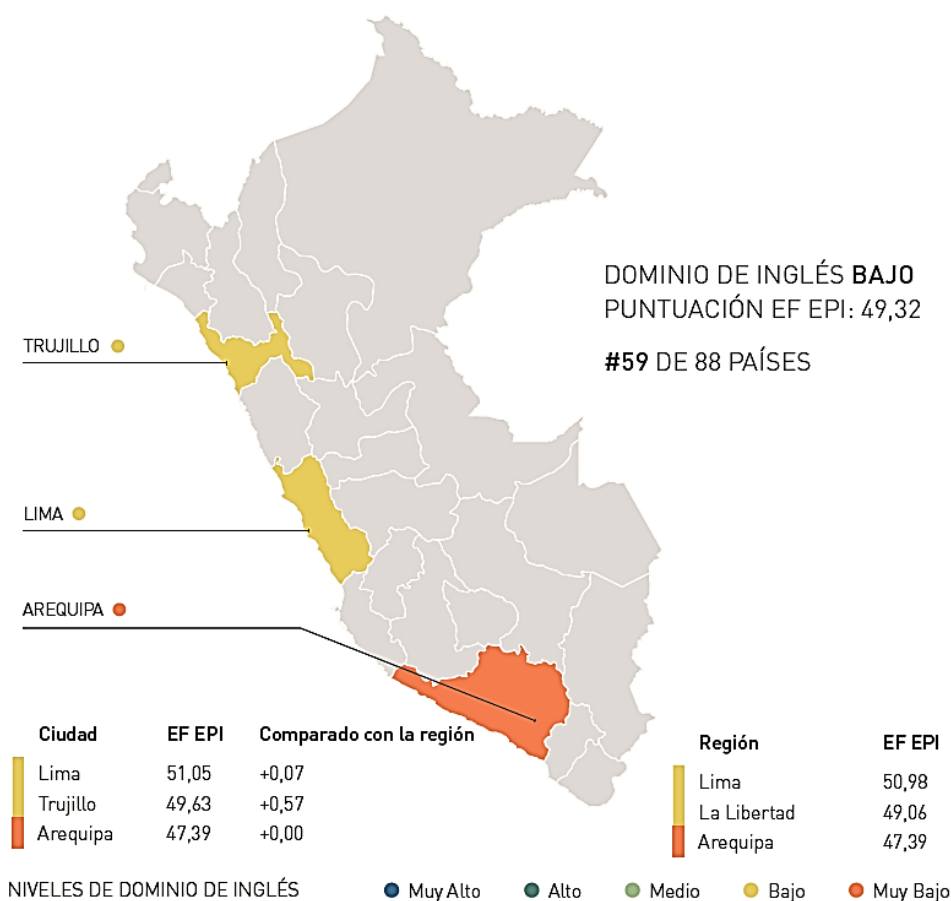 DOMINIO DE INGLÉS BAJO
PUNTUACIÓN EF EPI: 49,32
#59 DE 88 PAÍSES
TRUJILLO
LIMA
AREQUIPA
Ciudad EF EPI Comparado con la región
Lima 51,05 +0,07
Trujillo 49,63 +0,57
Arequipa 47,39 +0,00
Región EF EPI
Lima 50,98
La Libertad 49,06
Arequipa 47,39
NIVELES DE DOMINIO DE INGLÉS Muy Alto Alto Medio Bajo Muy Bajo